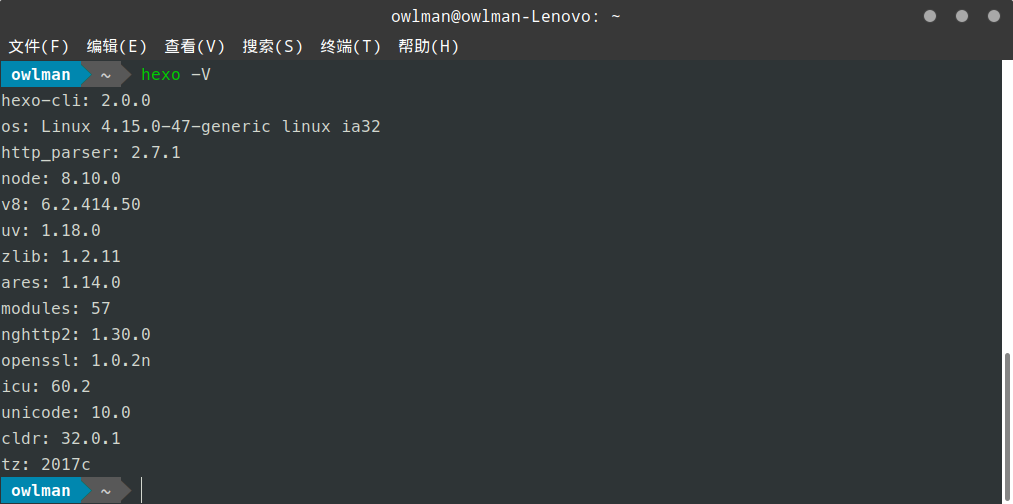 owlman@owlman-Lenovo: ~
文件(F) 编辑(E) 查看(V) 搜索(S) 终端(T) 帮助(H)
owlman ~ hexo -V
hexo-cli: 2.0.0
os: Linux 4.15.0-47-generic linux ia32
http_parser: 2.7.1
node: 8.10.0
v8: 6.2.414.50
uv: 1.18.0
zlib: 1.2.11
ares: 1.14.0
modules: 57
nghttp2: 1.30.0
openssl: 1.0.2n
icu: 60.2
unicode: 10.0
cldr: 32.0.1
tz: 2017c
owlman ~